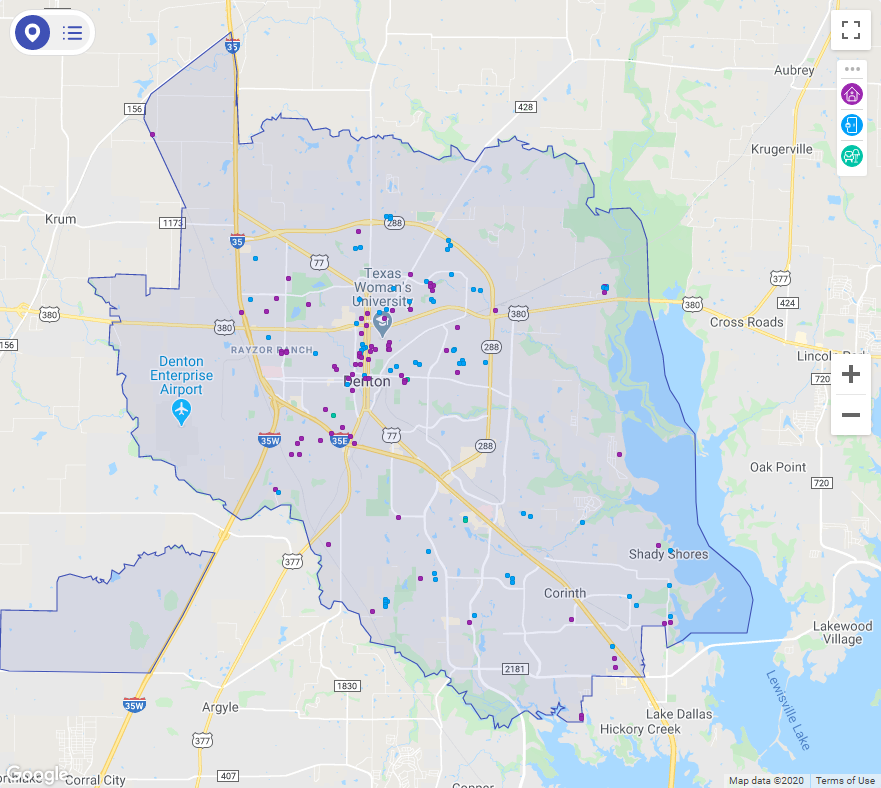 35
Aubrey
156
428
Krugerville
Krum
1173
288
35
77
Texas
Woman's
University
377
424
380
380
380
380
Cross Roads
156
RAYZOR RANCH
288
Denton
Enterprise
Airport
Denton
720
35W
35E
77
288
Oak Point
720
377
Shady Shores
Corinth
Lakewood
Village
2181
1830
35W
Argyle
Lake Dallas
Hickory Creek
Lewisville Lake
377
407
Google
Corral City
Map data ©2020
Terms of Use